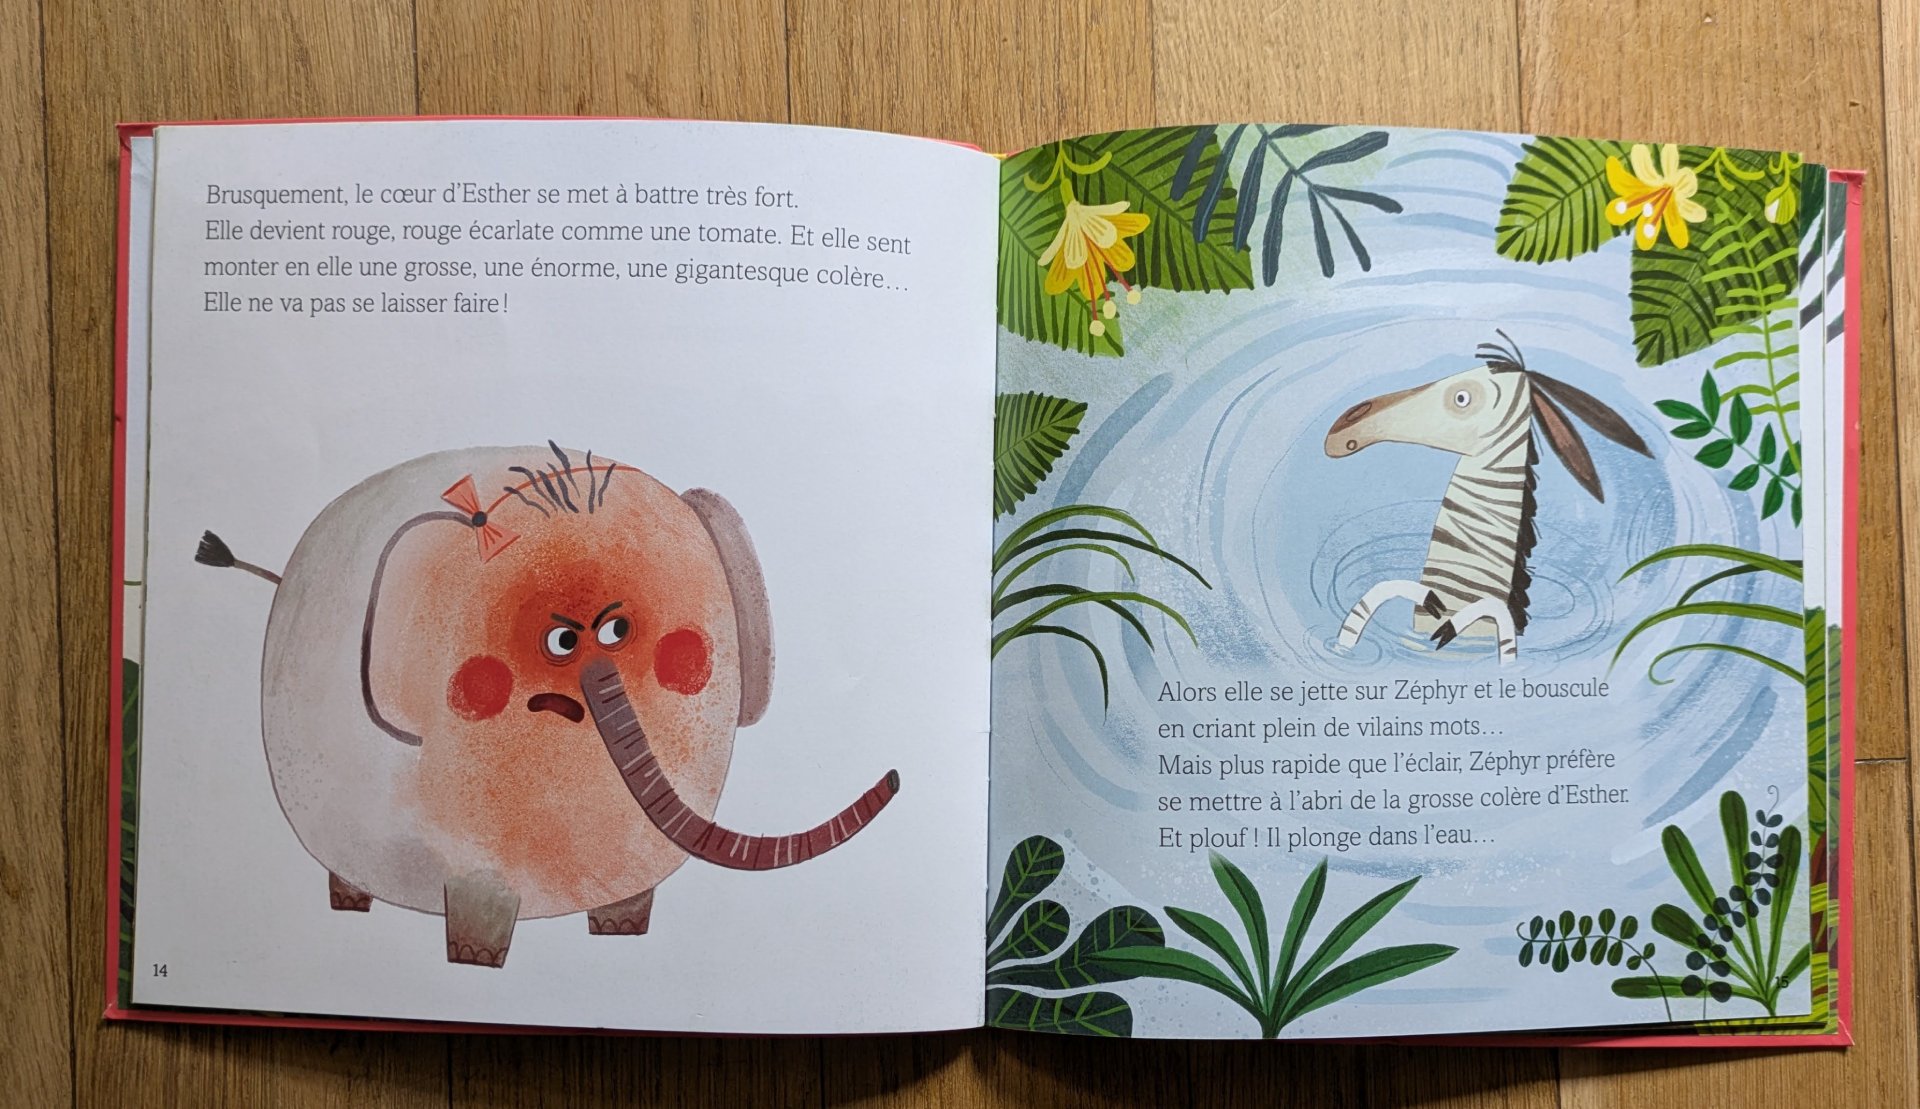 Brusquement, le cœur d'Esther se met à battre très fort.
Elle devient rouge, rouge écarlate comme une tomate. Et elle sent
monter en elle une grosse, une énorme, une gigantesque colère...
Elle ne va pas se laisser faire !
14
Alors elle se jette sur Zéphyr et le bouscule
en criant plein de vilains mots...
Mais plus rapide que l'éclair, Zéphyr préfère
se mettre à l'abri de la grosse colère d'Esther.
Et plouf ! Il plonge dans l'eau...
15